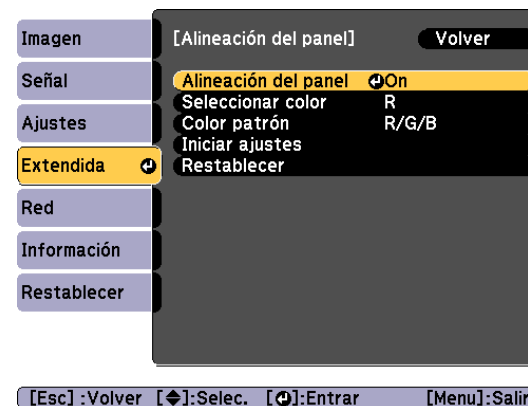 Imagen
Señal
Ajustes
Extendida
Red
Información
Restablecer
[Alineación del panel] Volver
Alineación del panel On
Seleccionar color R
Color patrón R/G/B
Iniciar ajustes
Restablecer
[Esc] :Volver [◆]:Selec. [⏎]:Entrar [Menu]:Salir